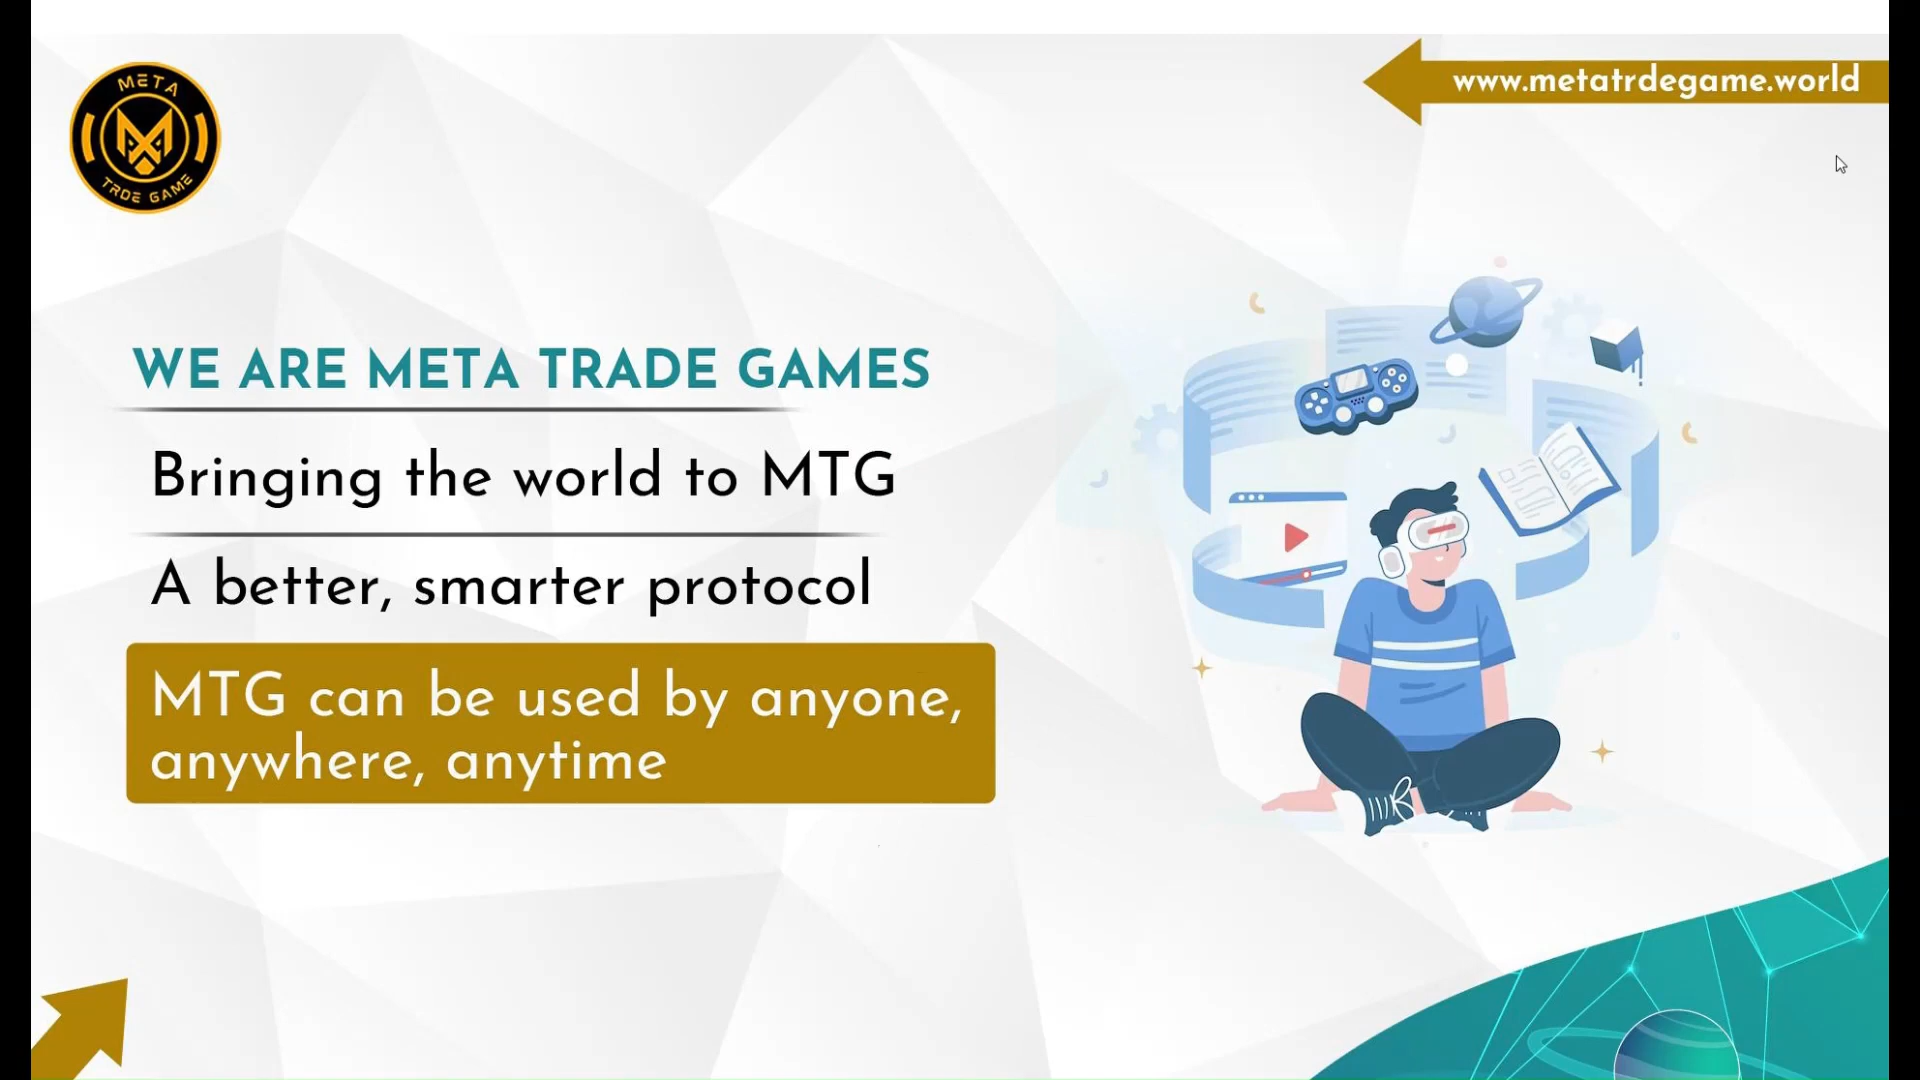 META
TRDE GAME
www.metatrdegame.world
WE ARE META TRADE GAMES
Bringing the world to MTG
A better, smarter protocol
MTG can be used by anyone,
anywhere, anytime